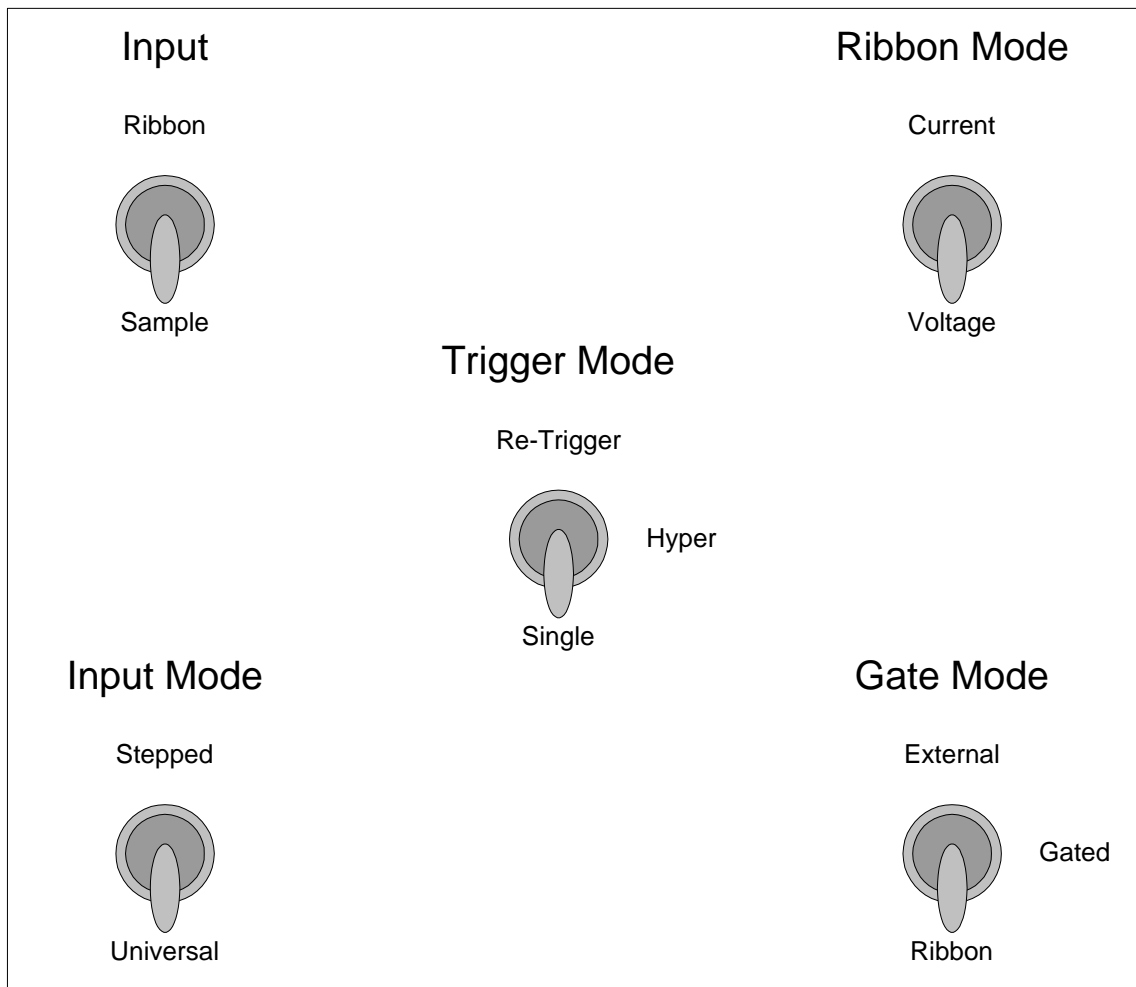 Input
Ribbon Mode
Ribbon
Current
Sample
Voltage
Trigger Mode
Re-Trigger
Hyper
Single
Input Mode
Gate Mode
Stepped
External
Gated
Universal
Ribbon